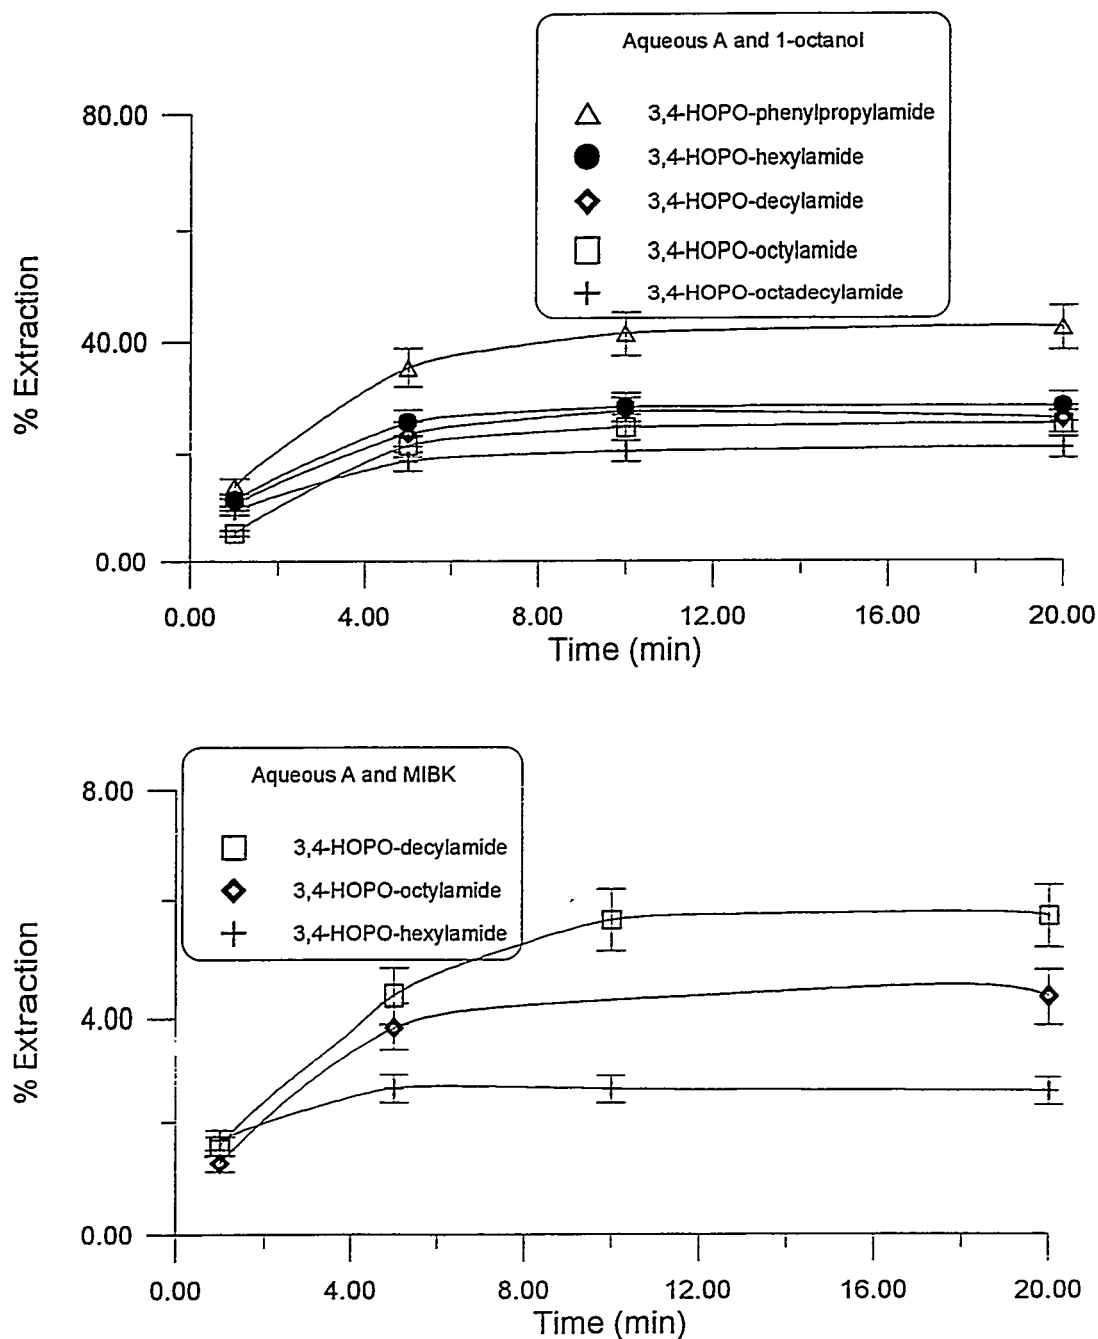 Aqueous A and 1-octanol
3,4-HOPO-phenylpropylamide
3,4-HOPO-hexylamide
3,4-HOPO-decylamide
3,4-HOPO-octylamide
3,4-HOPO-octadecylamide
80.00
40.00
0.00
% Extraction
0.00 4.00 8.00 12.00 16.00 20.00
Time (min)
Aqueous A and MIBK
3,4-HOPO-decylamide
3,4-HOPO-octylamide
3,4-HOPO-hexylamide
8.00
4.00
0.00
% Extraction
0.00 4.00 8.00 12.00 16.00 20.00
Time (min)